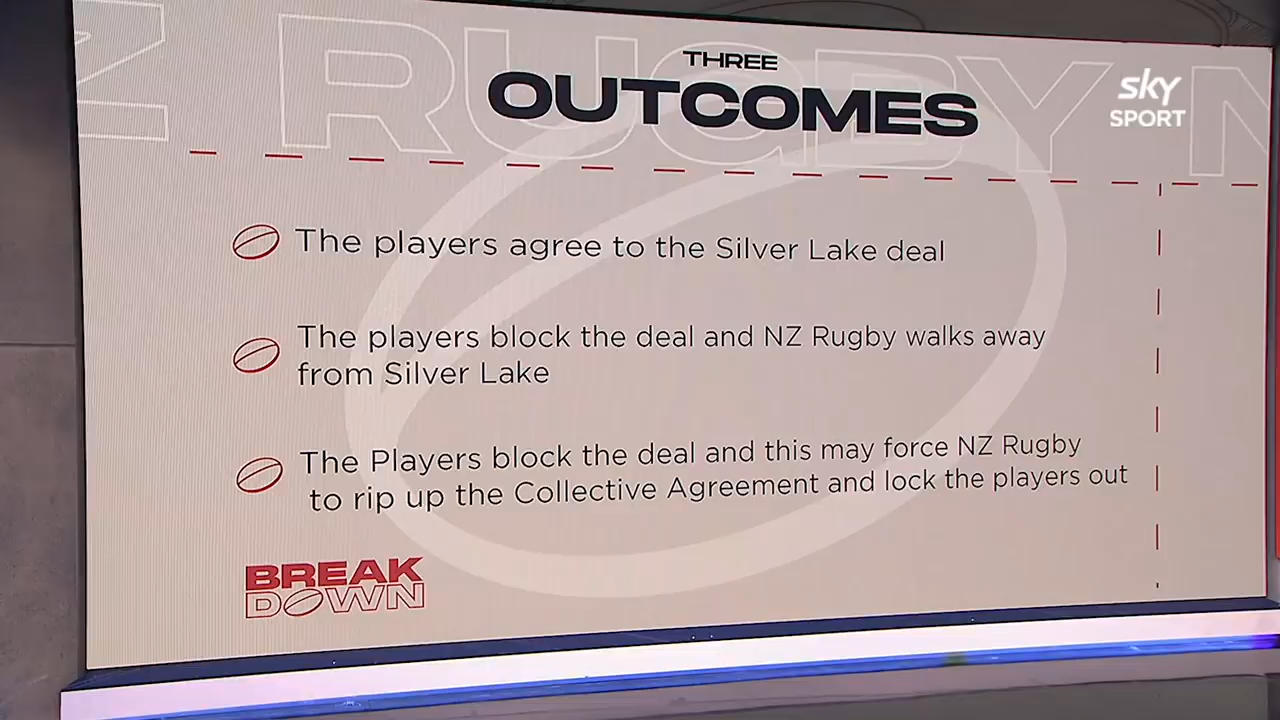 Z RUGBY N
THREE
OUTCOMES
sky
SPORT
The players agree to the Silver Lake deal
The players block the deal and NZ Rugby walks away
from Silver Lake
The Players block the deal and this may force NZ Rugby
to rip up the Collective Agreement and lock the players out
BREAK
DOWN